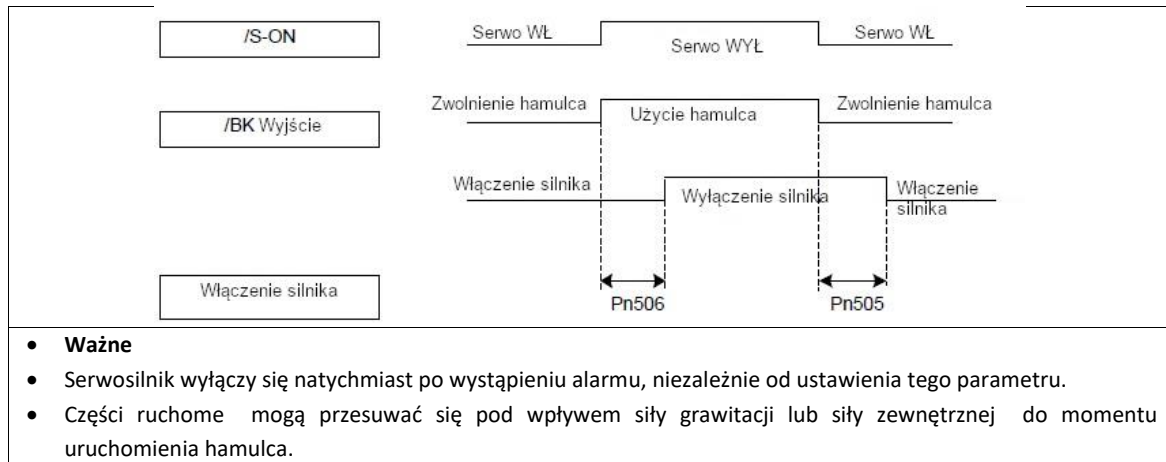 /S-ON
Serwo WŁ
Serwo WYŁ
Serwo WŁ
/BK Wyjście
Zwolnienie hamulca
Użycie hamulca
Zwolnienie hamulca
Włączenie silnika
Wyłączenie silnika
Włączenie
silnika
Włączenie silnika
Pn506
Pn505
• Ważne
• Serwosilnik wyłączy się natychmiast po wystąpieniu alarmu, niezależnie od ustawienia tego parametru.
• Części ruchome mogą przesuwać się pod wpływem siły grawitacji lub siły zewnętrznej do momentu
uruchomienia hamulca.